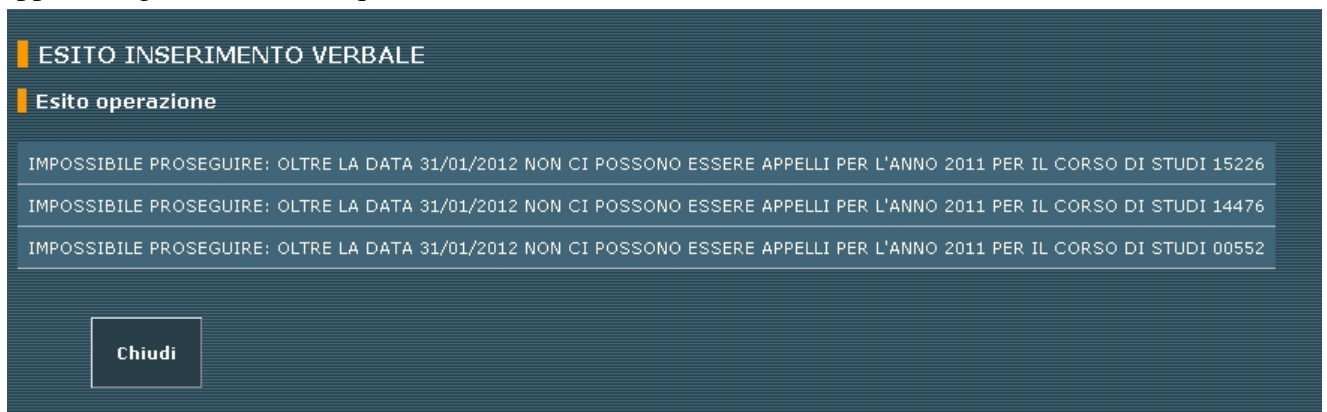 ESITO INSERIMENTO VERBALE
Esito operazione
IMPOSSIBILE PROSEGUIRE: OLTRE LA DATA 31/01/2012 NON CI POSSONO ESSERE APPELLI PER L'ANNO 2011 PER IL CORSO DI STUDI 15226
IMPOSSIBILE PROSEGUIRE: OLTRE LA DATA 31/01/2012 NON CI POSSONO ESSERE APPELLI PER L'ANNO 2011 PER IL CORSO DI STUDI 14476
IMPOSSIBILE PROSEGUIRE: OLTRE LA DATA 31/01/2012 NON CI POSSONO ESSERE APPELLI PER L'ANNO 2011 PER IL CORSO DI STUDI 00552
Chiudi